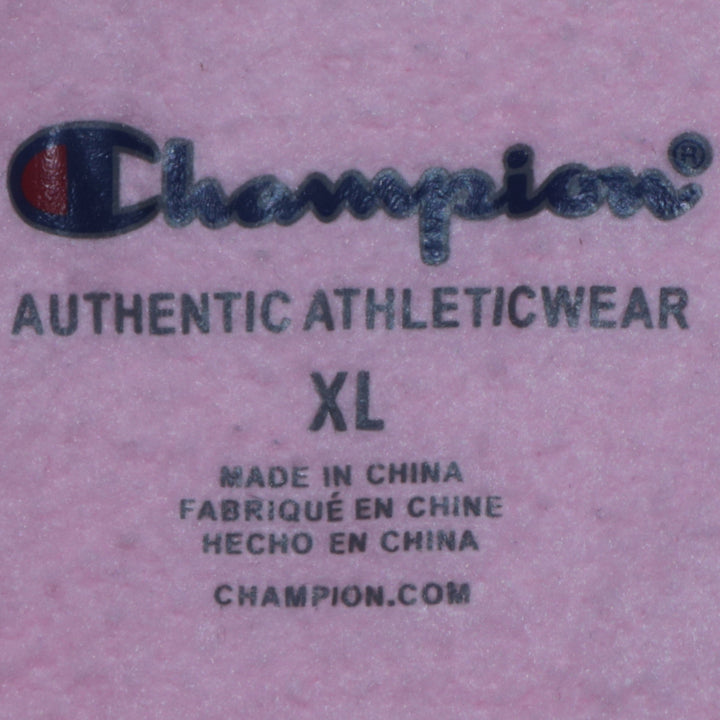 Champion®
AUTHENTIC ATHLETICWEAR
XL
MADE IN CHINA
FABRIQUÉ EN CHINE
HECHO EN CHINA
CHAMPION.COM